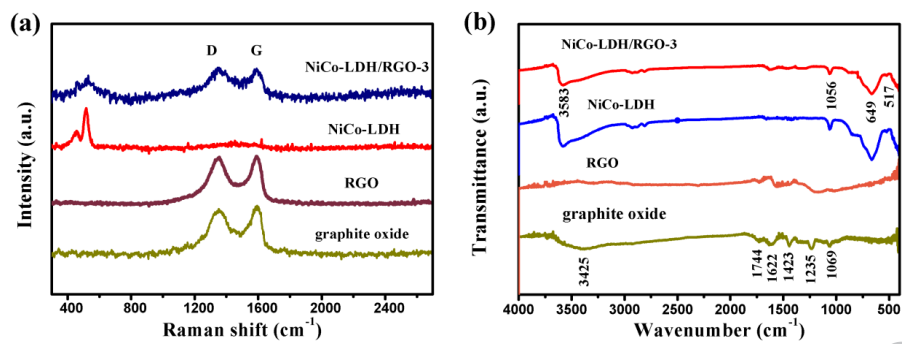 (a)
D
G
NiCo-LDH/RGO-3
NiCo-LDH
RGO
graphite oxide
Intensity (a.u.)
400 800 1200 1600 2000 2400
Raman shift (cm⁻¹)
(b)
NiCo-LDH/RGO-3
3583
1056
649
517
NiCo-LDH
RGO
graphite oxide
3425
1744
1622
1423
1235
1069
Transmittance (a.u.)
4000 3500 3000 2500 2000 1500 1000 500
Wavenumber (cm⁻¹)